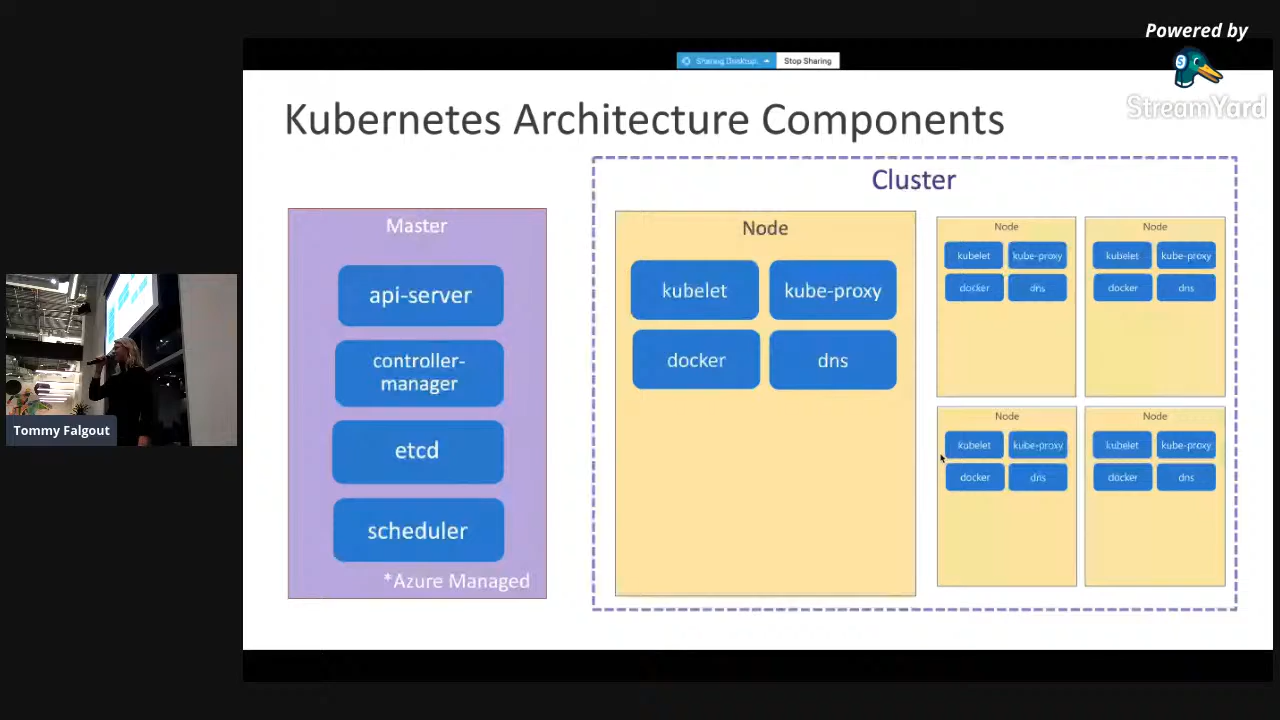 Powered by
S
StreamYard
Sharing Desktop
Stop Sharing
Kubernetes Architecture Components
Master
api-server
controller-
manager
etcd
scheduler
*Azure Managed
Cluster
Node
kubelet
kube-proxy
docker
dns
Node
kubelet
kube-proxy
docker
dns
Node
kubelet
kube-proxy
docker
dns
Node
kubelet
kube-proxy
docker
dns
Node
kubelet
kube-proxy
docker
dns
Tommy Falgout